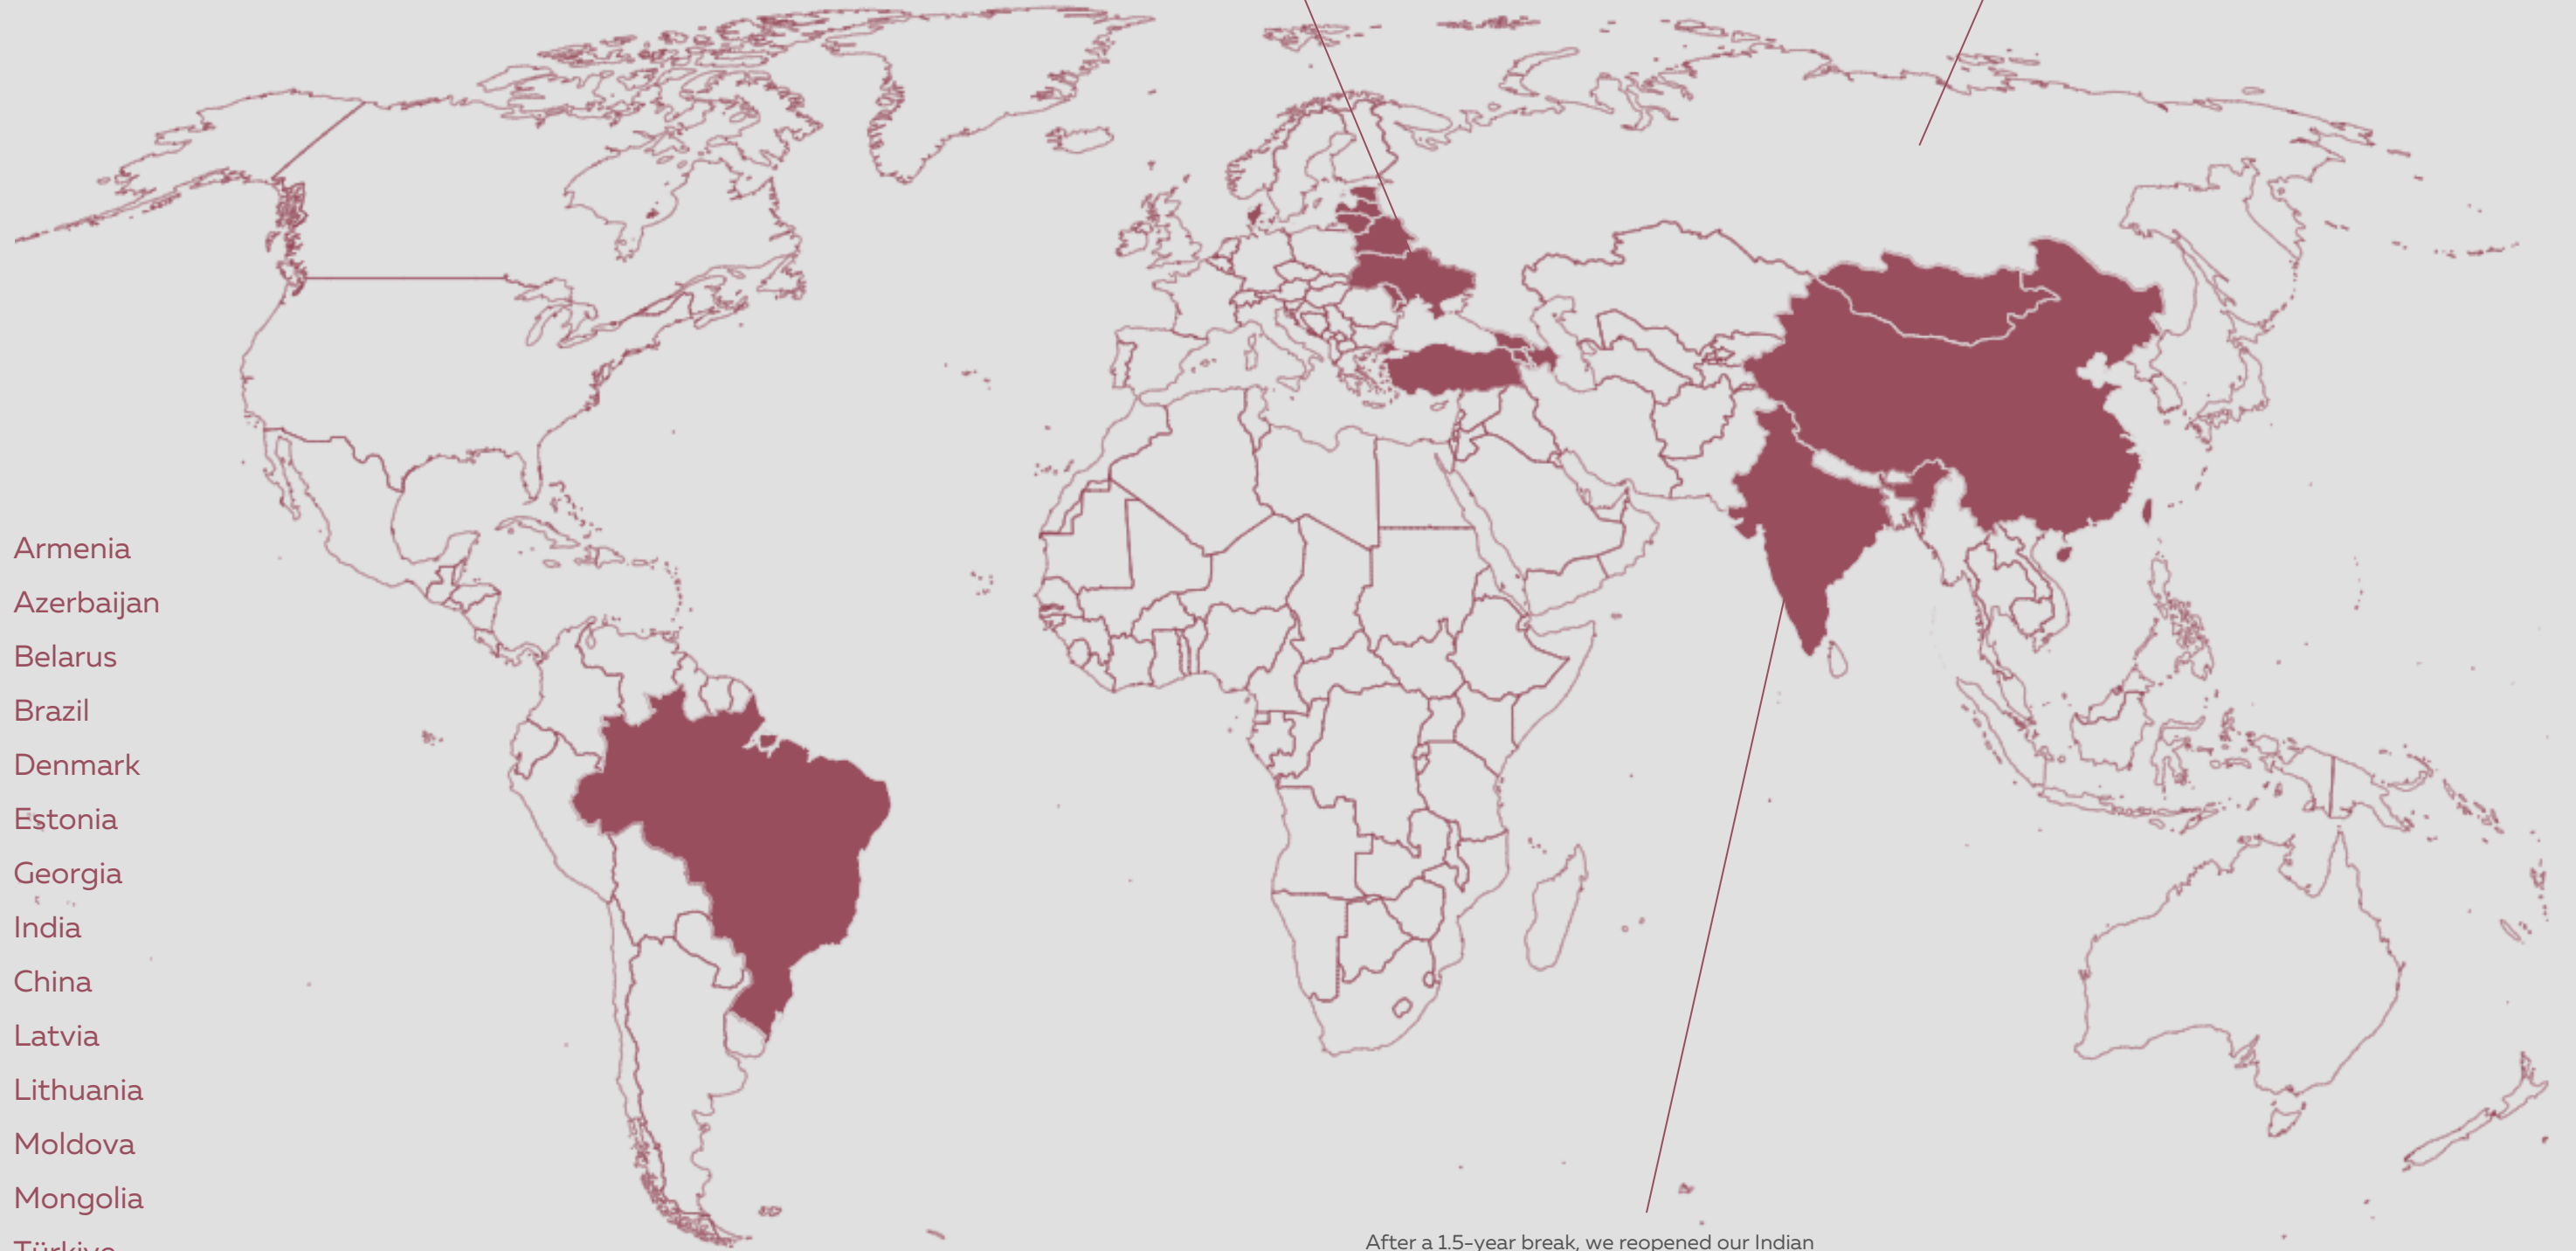 Armenia
Azerbaijan
Belarus
Brazil
Denmark
Estonia
Georgia
India
China
Latvia
Lithuania
Moldova
Mongolia
Türkiye
After a 1.5-year break, we reopened our Indian